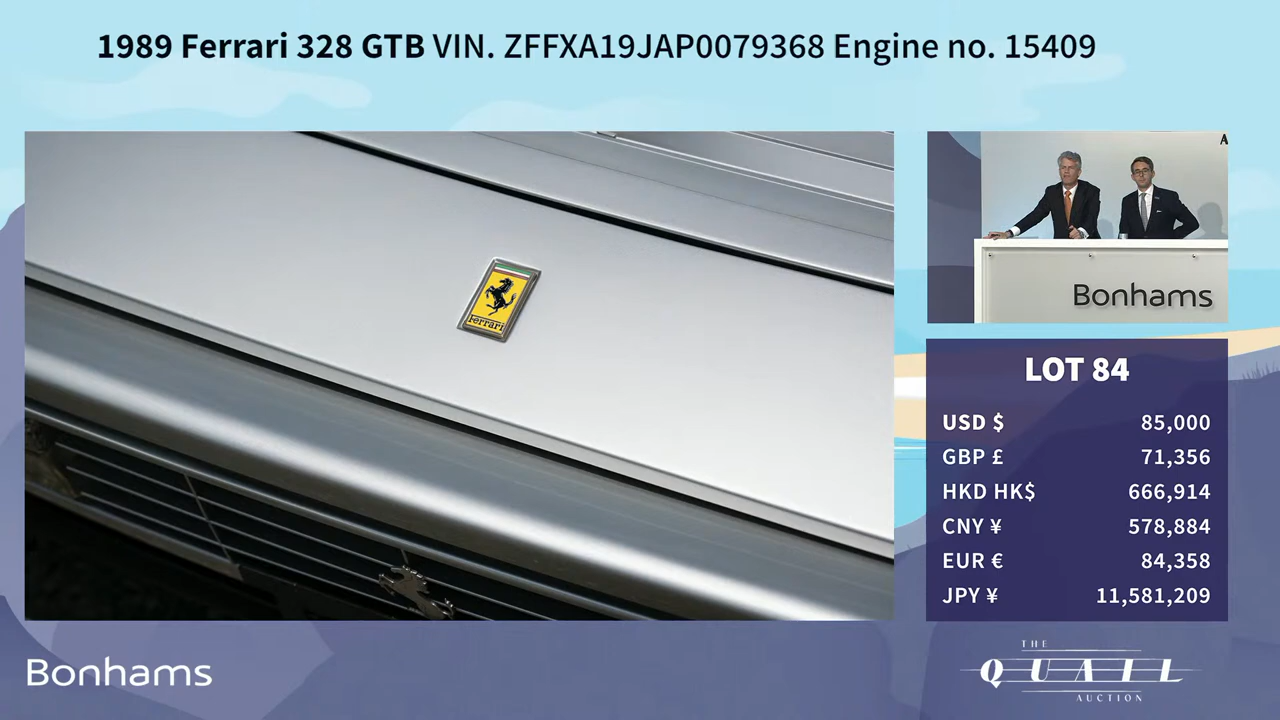 1989 Ferrari 328 GTB VIN. ZFFXA19JAP0079368 Engine no. 15409
Ferrari
A
Bonhams
LOT 84
USD $ 85,000
GBP £ 71,356
HKD HK$ 666,914
CNY ¥ 578,884
EUR € 84,358
JPY ¥ 11,581,209
Bonhams
THE
QUAIL
AUCTION